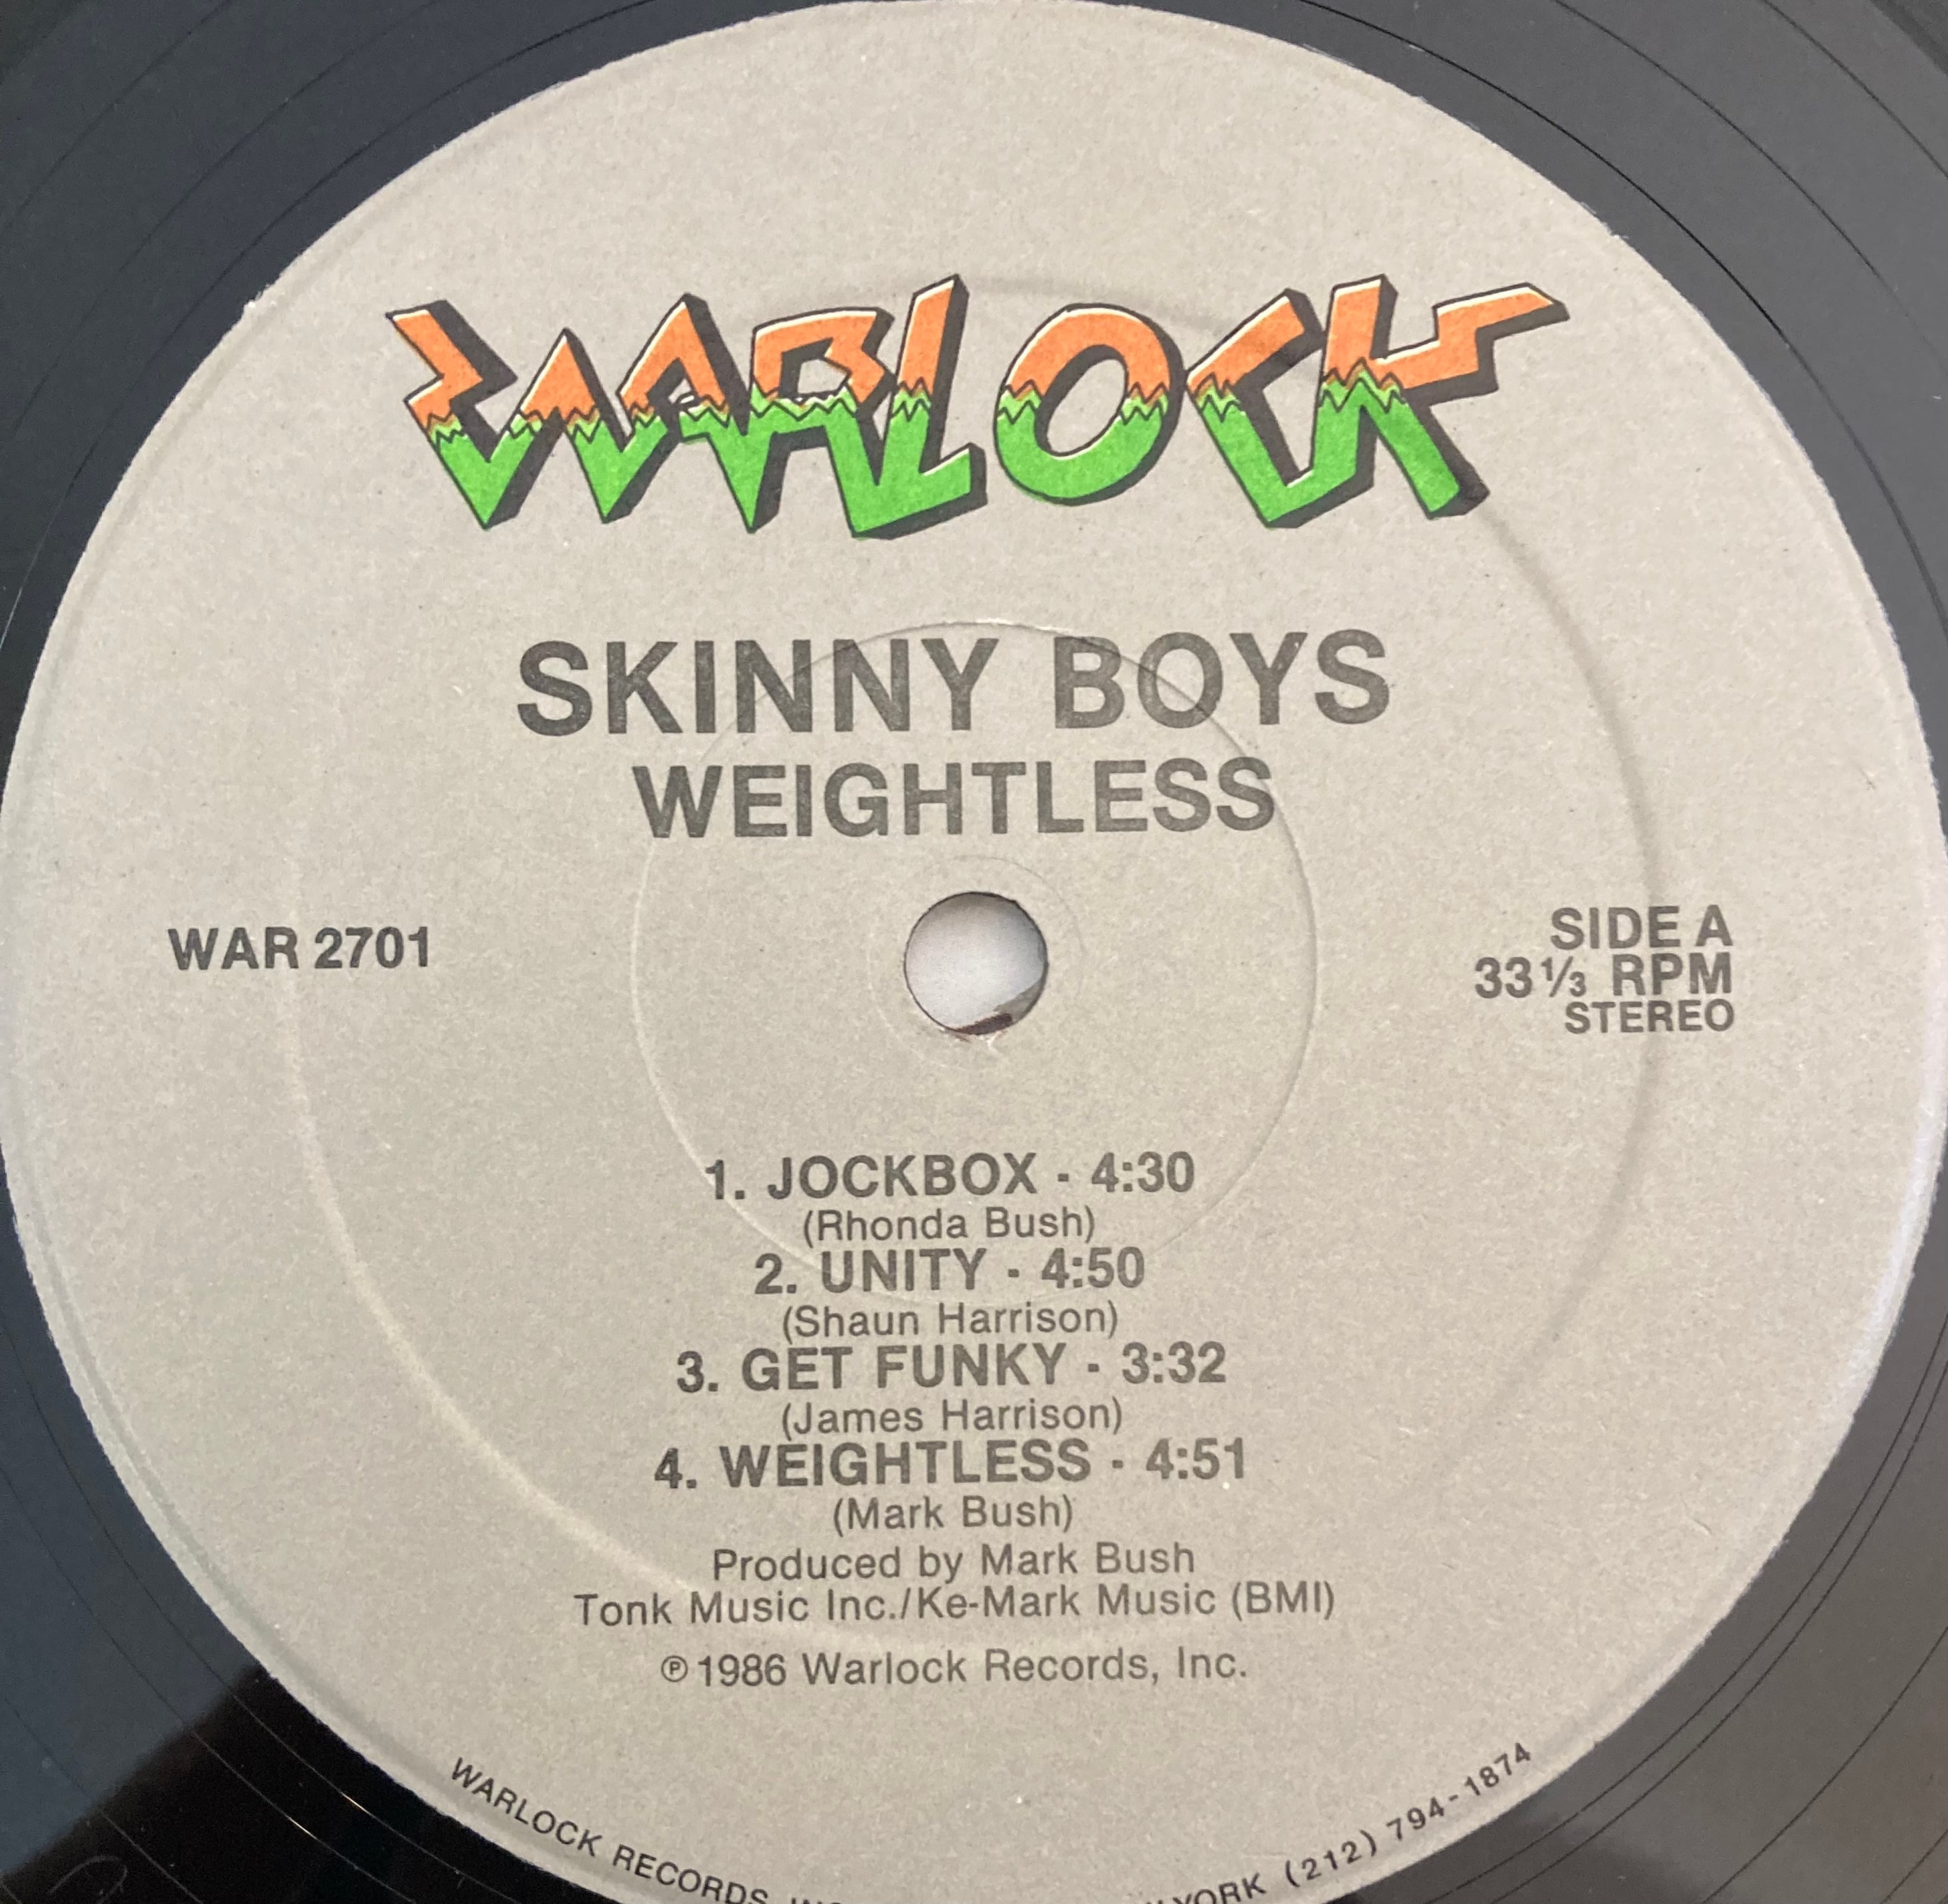 WARLOCK
SKINNY BOYS
WEIGHTLESS
WAR 2701
SIDE A
33⅓ RPM
STEREO
1. JOCKBOX - 4:30
(Rhonda Bush)
2. UNITY - 4:50
(Shaun Harrison)
3. GET FUNKY - 3:32
(James Harrison)
4. WEIGHTLESS - 4:51
(Mark Bush)
Produced by Mark Bush
Tonk Music Inc./Ke-Mark Music (BMI)
℗1986 Warlock Records, Inc.
WARLOCK RECORDS YORK (212) 794-1874